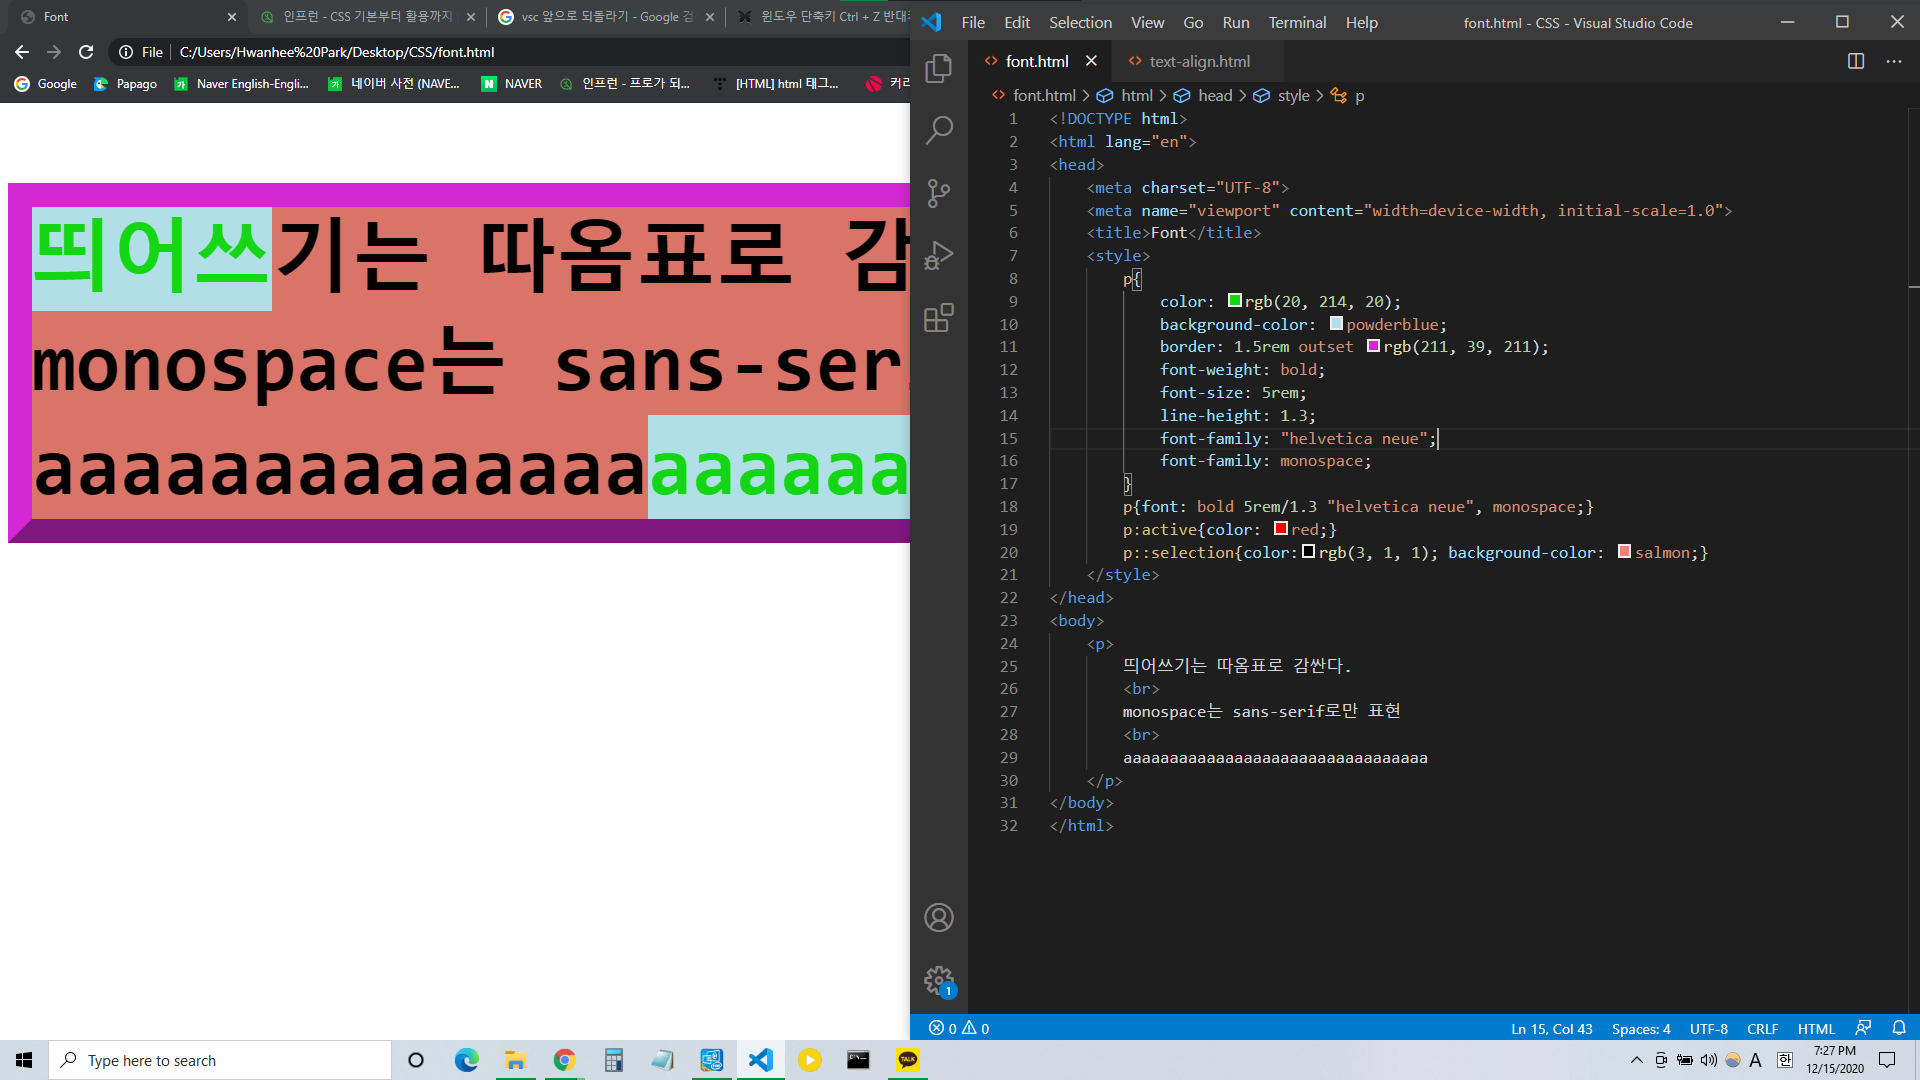 Font
인프런 - CSS 기본부터 활용까지
vsc 앞으로 되돌라기 - Google 검
윈도우 단축키 Ctrl + Z 반대
File C:/Users/Hwanhee%20Park/Desktop/CSS/font.html
Google Papago Naver English-Engli... 네이버 사전 (NAVE... NAVER 인프런 - 프로가 되... [HTML] html 태그... 커리
띄어쓰기는 따옴표로 감
monospace는 sans-ser
aaaaaaaaaaaaaaaaaaaa
File Edit Selection View Go Run Terminal Help font.html - CSS - Visual Studio Code
font.html text-align.html
font.html > html > head > style > p
1 <!DOCTYPE html>
2 <html lang="en">
3 <head>
4 <meta charset="UTF-8">
5 <meta name="viewport" content="width=device-width, initial-scale=1.0">
6 <title>Font</title>
7 <style>
8 p{
9 color: rgb(20, 214, 20);
10 background-color: powderblue;
11 border: 1.5rem outset rgb(211, 39, 211);
12 font-weight: bold;
13 font-size: 5rem;
14 line-height: 1.3;
15 font-family: "helvetica neue";
16 font-family: monospace;
17 }
18 p{font: bold 5rem/1.3 "helvetica neue", monospace;}
19 p:active{color: red;}
20 p::selection{color: rgb(3, 1, 1); background-color: salmon;}
21 </style>
22 </head>
23 <body>
24 <p>
25 띄어쓰기는 따옴표로 감싼다.
26 <br>
27 monospace는 sans-serif로만 표현
28 <br>
29 aaaaaaaaaaaaaaaaaaaaaaaaaaaaaaaaa
30 </p>
31 </body>
32 </html>
1
0 0 Ln 15, Col 43 Spaces: 4 UTF-8 CRLF HTML
Type here to search
TALK
A 한 7:27 PM
12/15/2020